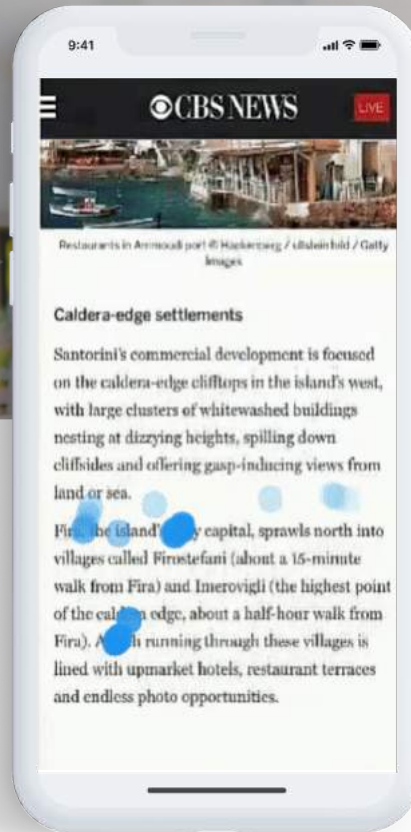 9:41
CBS NEWS
LIVE
Restaurants in Ammoudi port © Hackenberg / ullstein bild / Getty
Images
Caldera-edge settlements
Santorini's commercial development is focused
on the caldera-edge clifftops in the island's west,
with large clusters of whitewashed buildings
nesting at dizzying heights, spilling down
cliffsides and offering gasp-inducing views from
land or sea.
the island' capital, sprawls north into
villages called Firostefani (about a 15-minute
walk from Fira) and Imerovigli (the highest point
of the edge, about a half-hour walk from
Fira). running through these villages is
lined with upmarket hotels, restaurant terraces
and endless photo opportunities.